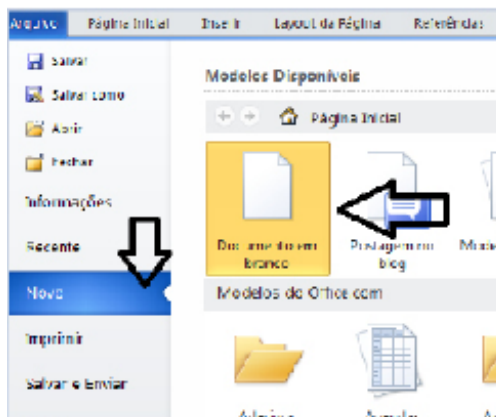 Arquivo Página Inicial Inserir Layout da Página Referências
Salvar
Salvar como
Abrir
Fechar
Informações
Recente
Novo
Imprimir
Salvar e Enviar
Modelos Disponíveis
Página Inicial
Documento em
branco
Postagem no
blog
Modelos do Office.com